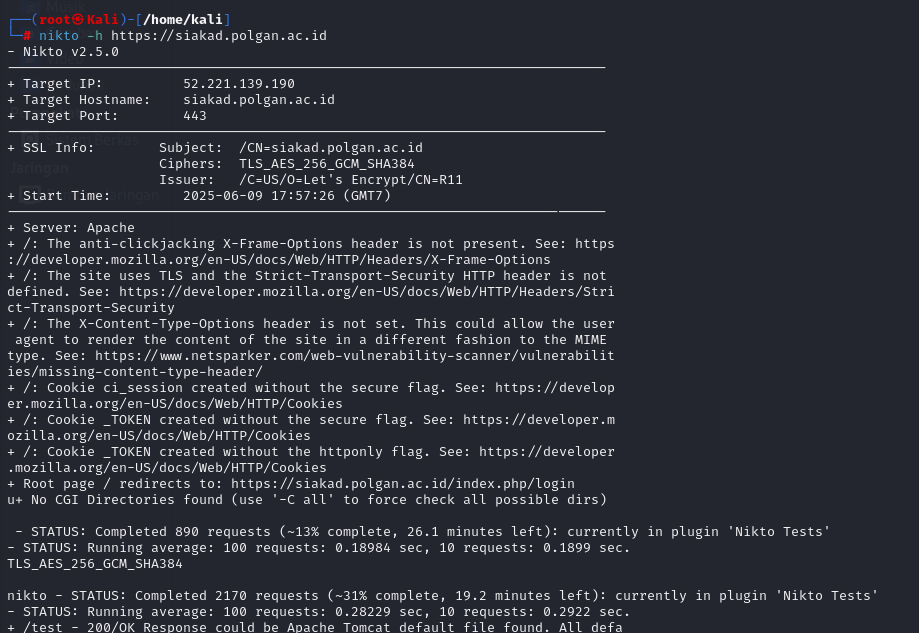 ┌──(root㉿Kali)-[/home/kali]
└─# nikto -h https://siakad.polgan.ac.id
- Nikto v2.5.0
+ Target IP: 52.221.139.190
+ Target Hostname: siakad.polgan.ac.id
+ Target Port: 443
+ SSL Info: Subject: /CN=siakad.polgan.ac.id
Ciphers: TLS_AES_256_GCM_SHA384
Issuer: /C=US/O=Let's Encrypt/CN=R11
+ Start Time: 2025-06-09 17:57:26 (GMT7)
+ Server: Apache
+ /: The anti-clickjacking X-Frame-Options header is not present. See: https
://developer.mozilla.org/en-US/docs/Web/HTTP/Headers/X-Frame-Options
+ /: The site uses TLS and the Strict-Transport-Security HTTP header is not
defined. See: https://developer.mozilla.org/en-US/docs/Web/HTTP/Headers/Stri
ct-Transport-Security
+ /: The X-Content-Type-Options header is not set. This could allow the user
 agent to render the content of the site in a different fashion to the MIME
type. See: https://www.netsparker.com/web-vulnerability-scanner/vulnerabilit
ies/missing-content-type-header/
+ /: Cookie ci_session created without the secure flag. See: https://develop
er.mozilla.org/en-US/docs/Web/HTTP/Cookies
+ /: Cookie _TOKEN created without the secure flag. See: https://developer.m
ozilla.org/en-US/docs/Web/HTTP/Cookies
+ /: Cookie _TOKEN created without the httponly flag. See: https://developer
.mozilla.org/en-US/docs/Web/HTTP/Cookies
+ Root page / redirects to: https://siakad.polgan.ac.id/index.php/login
u+ No CGI Directories found (use '-C all' to force check all possible dirs)
 - STATUS: Completed 890 requests (~13% complete, 26.1 minutes left): currently in plugin 'Nikto Tests'
- STATUS: Running average: 100 requests: 0.18984 sec, 10 requests: 0.1899 sec.
TLS_AES_256_GCM_SHA384
nikto - STATUS: Completed 2170 requests (~31% complete, 19.2 minutes left): currently in plugin 'Nikto Tests'
- STATUS: Running average: 100 requests: 0.28229 sec, 10 requests: 0.2922 sec.
+ /test - 200/OK Response could be Apache Tomcat default file found. All defa